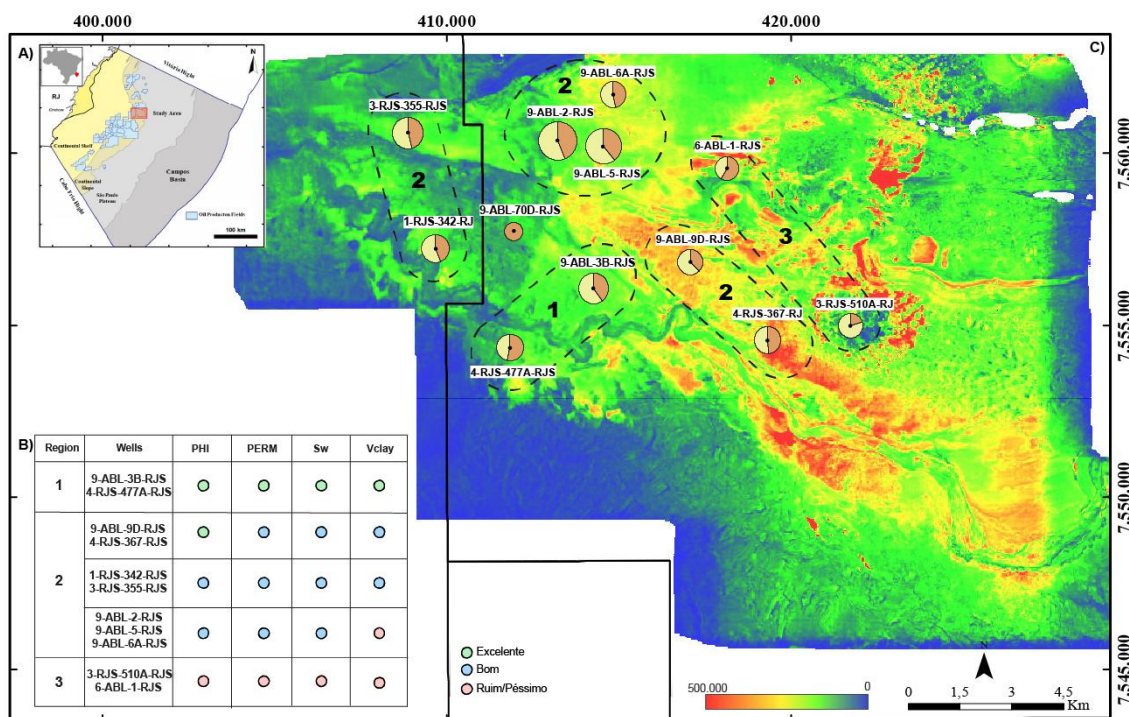 400.000
410.000
420.000
A)
N
Vitória Hight
RJ
Study Area
Continental Shelf
Continental
Slope
São Paulo
Plateau
Campos
Basin
Cabo Frio Hight
Oil Production Fields
100 km
C)
9-ABL-6A-RJS
2
3-RJS-355-RJS
9-ABL-2-RJS
9-ABL-5-RJS
6-ABL-1-RJS
2
1-RJS-342-RJ
9-ABL-70D-RJS
9-ABL-9D-RJS
3
9-ABL-3B-RJS
2
1
3-RJS-510A-RJ
4-RJS-367-RJ
4-RJS-477A-RJS
7.560.000
7.555.000
7.550.000
7.545.000
B)
Region Wells PHI PERM Sw Vclay
1
9-ABL-3B-RJS
4-RJS-477A-RJS
2
9-ABL-9D-RJS
4-RJS-367-RJS
1-RJS-342-RJS
3-RJS-355-RJS
9-ABL-2-RJS
9-ABL-5-RJS
9-ABL-6A-RJS
3
3-RJS-510A-RJS
6-ABL-1-RJS
Excelente
Bom
Ruim/Péssimo
500.000
0
N
0 1,5 3 4,5
Km